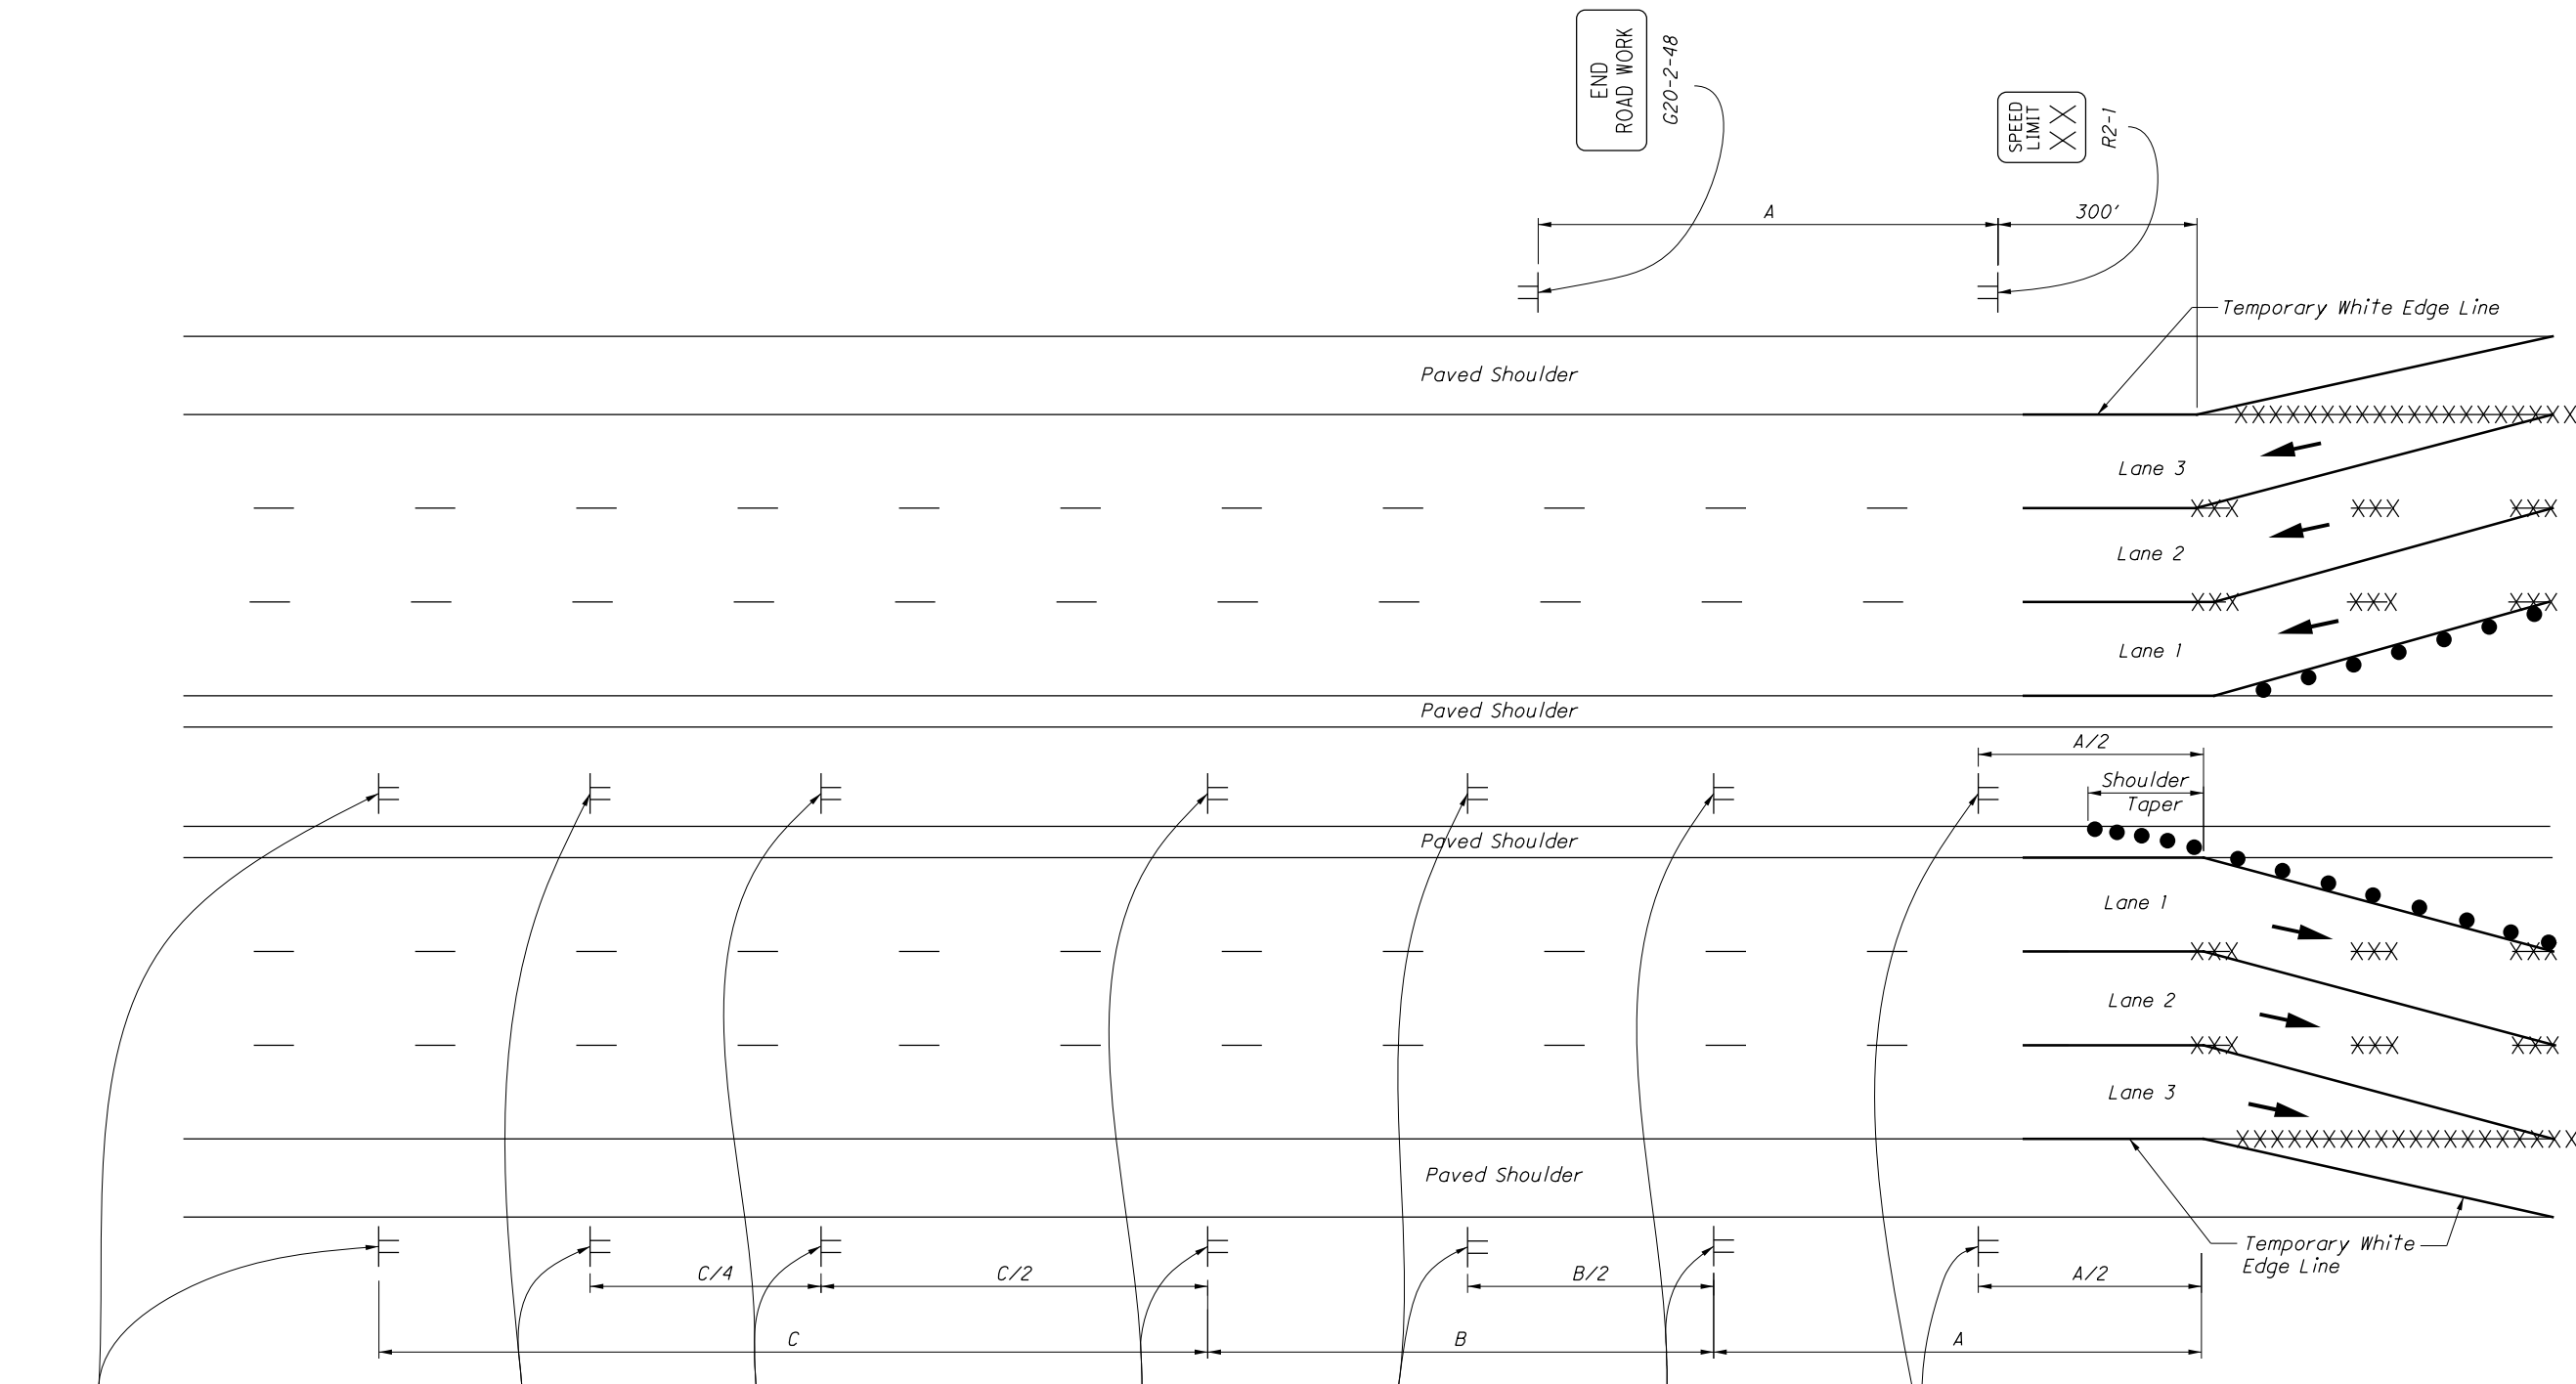 END
ROAD WORK
G20-2-48
SPEED
LIMIT
XX
R2-1
A
300'
Temporary White Edge Line
Paved Shoulder
Lane 3
Lane 2
Lane 1
Paved Shoulder
A/2
Shoulder
Taper
Paved Shoulder
Lane 1
Lane 2
Lane 3
Paved Shoulder
Temporary White
Edge Line
C/4
C/2
B/2
A/2
C
B
A